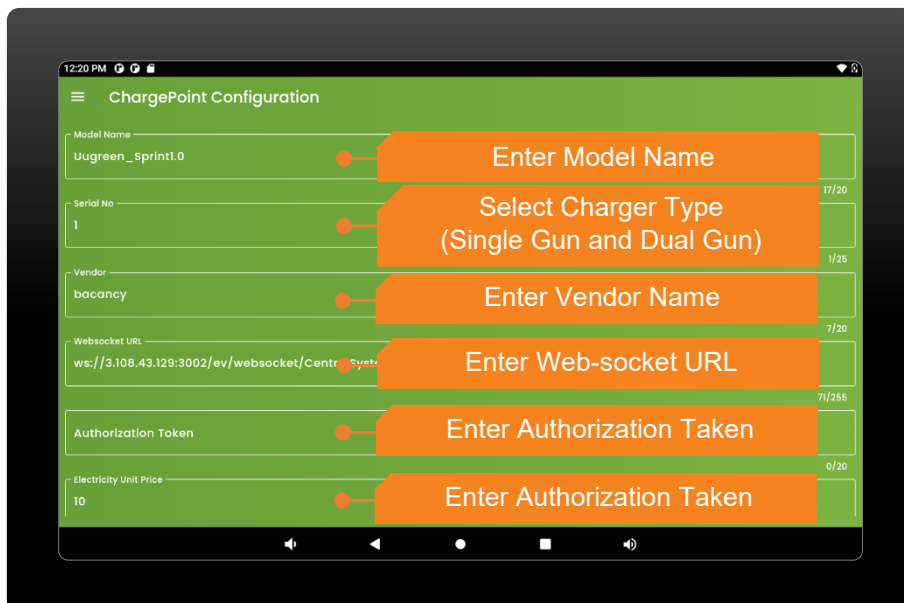 12:20 PM
ChargePoint Configuration
Model Name
Uugreen_Sprint1.0
Enter Model Name
17/20
Serial No
1
Select Charger Type
(Single Gun and Dual Gun)
1/25
Vendor
bacancy
Enter Vendor Name
7/20
Websocket URL
ws://3.108.43.129:3002/ev/websocket/Centr
Enter Web-socket URL
71/255
Authorization Token
Enter Authorization Taken
0/20
Electricity Unit Price
10
Enter Authorization Taken